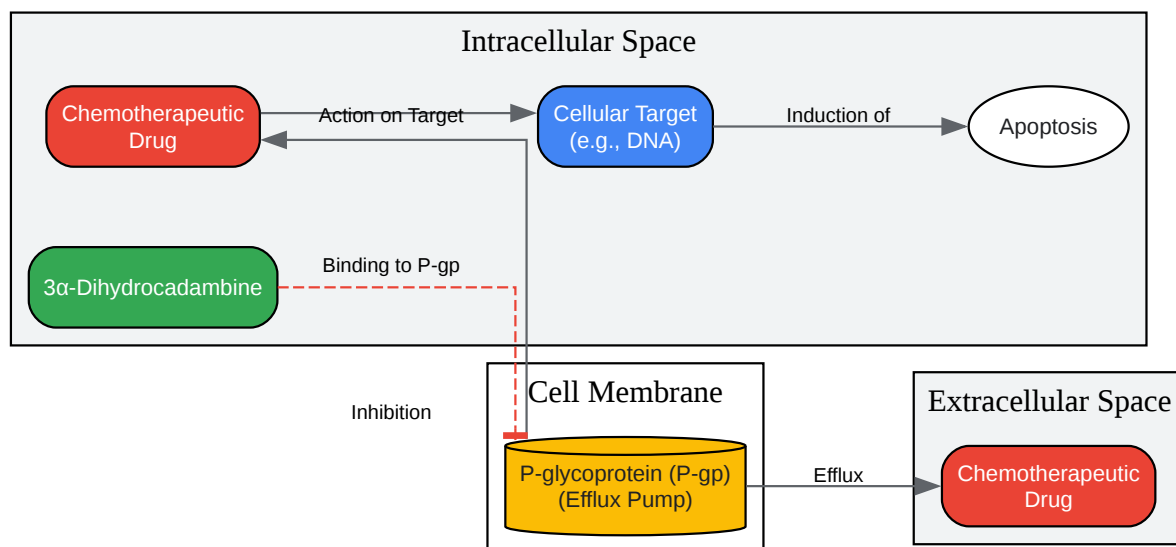 Intracellular Space
Chemotherapeutic
Drug
Action on Target
Cellular Target
(e.g., DNA)
Induction of
Apoptosis
3α-Dihydrocadambine
Binding to P-gp
Inhibition
Cell Membrane
P-glycoprotein (P-gp)
(Efflux Pump)
Efflux
Extracellular Space
Chemotherapeutic
Drug